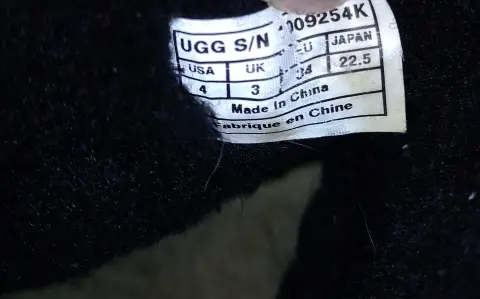 UGG S/N 009254K
USA UK EU JAPAN
4 3 34 22.5
Made In China
Fabrique en Chine